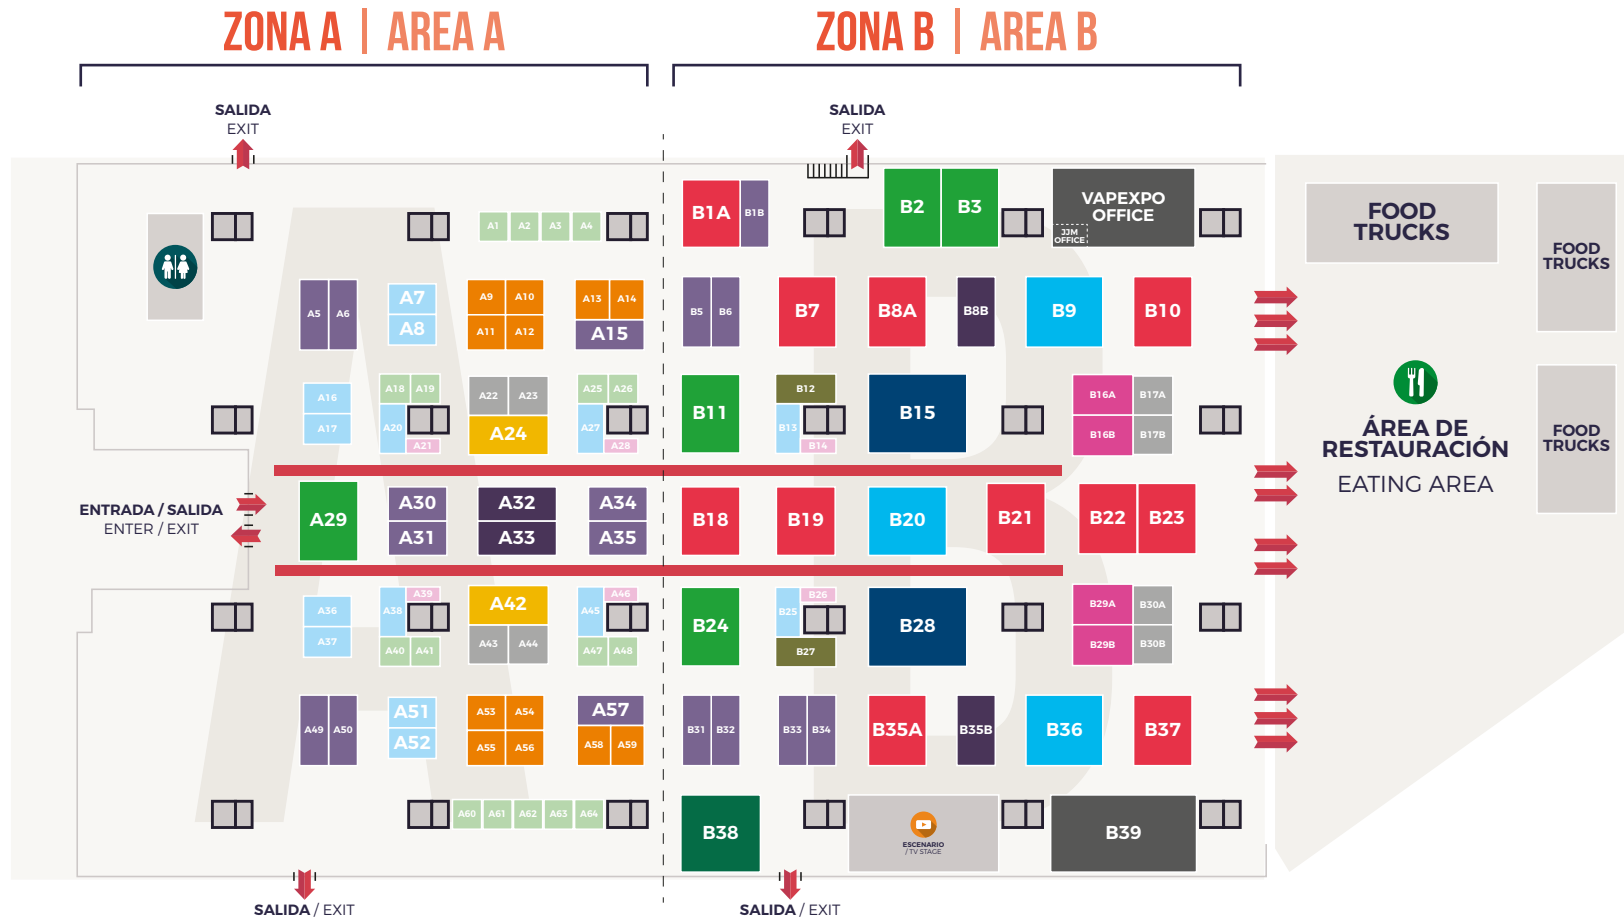 ZONA A | AREA A
ZONA B | AREA B
SALIDA
EXIT
SALIDA
EXIT
B1A
B1B
B2
B3
VAPEXPO
OFFICE
JJM
OFFICE
FOOD
TRUCKS
FOOD
TRUCKS
A1
A2
A3
A4
A5
A6
A7
A8
A9
A10
A11
A12
A13
A14
A15
B5
B6
B7
B8A
B8B
B9
B10
A16
A17
A18
A19
A20
A21
A22
A23
A24
A25
A26
A27
A28
B11
B12
B13
B14
B15
B16A
B17A
B16B
B17B
ÁREA DE
RESTAURACIÓN
EATING AREA
FOOD
TRUCKS
ENTRADA / SALIDA
ENTER / EXIT
A29
A30
A31
A32
A33
A34
A35
B18
B19
B20
B21
B22
B23
A36
A37
A38
A39
A40
A41
A42
A43
A44
A45
A46
A47
A48
B24
B25
B26
B27
B28
B29A
B30A
B29B
B30B
A49
A50
A51
A52
A53
A54
A55
A56
A57
A58
A59
B31
B32
B33
B34
B35A
B35B
B36
B37
A60
A61
A62
A63
A64
B38
ESCENARIO
/ TV STAGE
B39
SALIDA / EXIT
SALIDA / EXIT
A
B